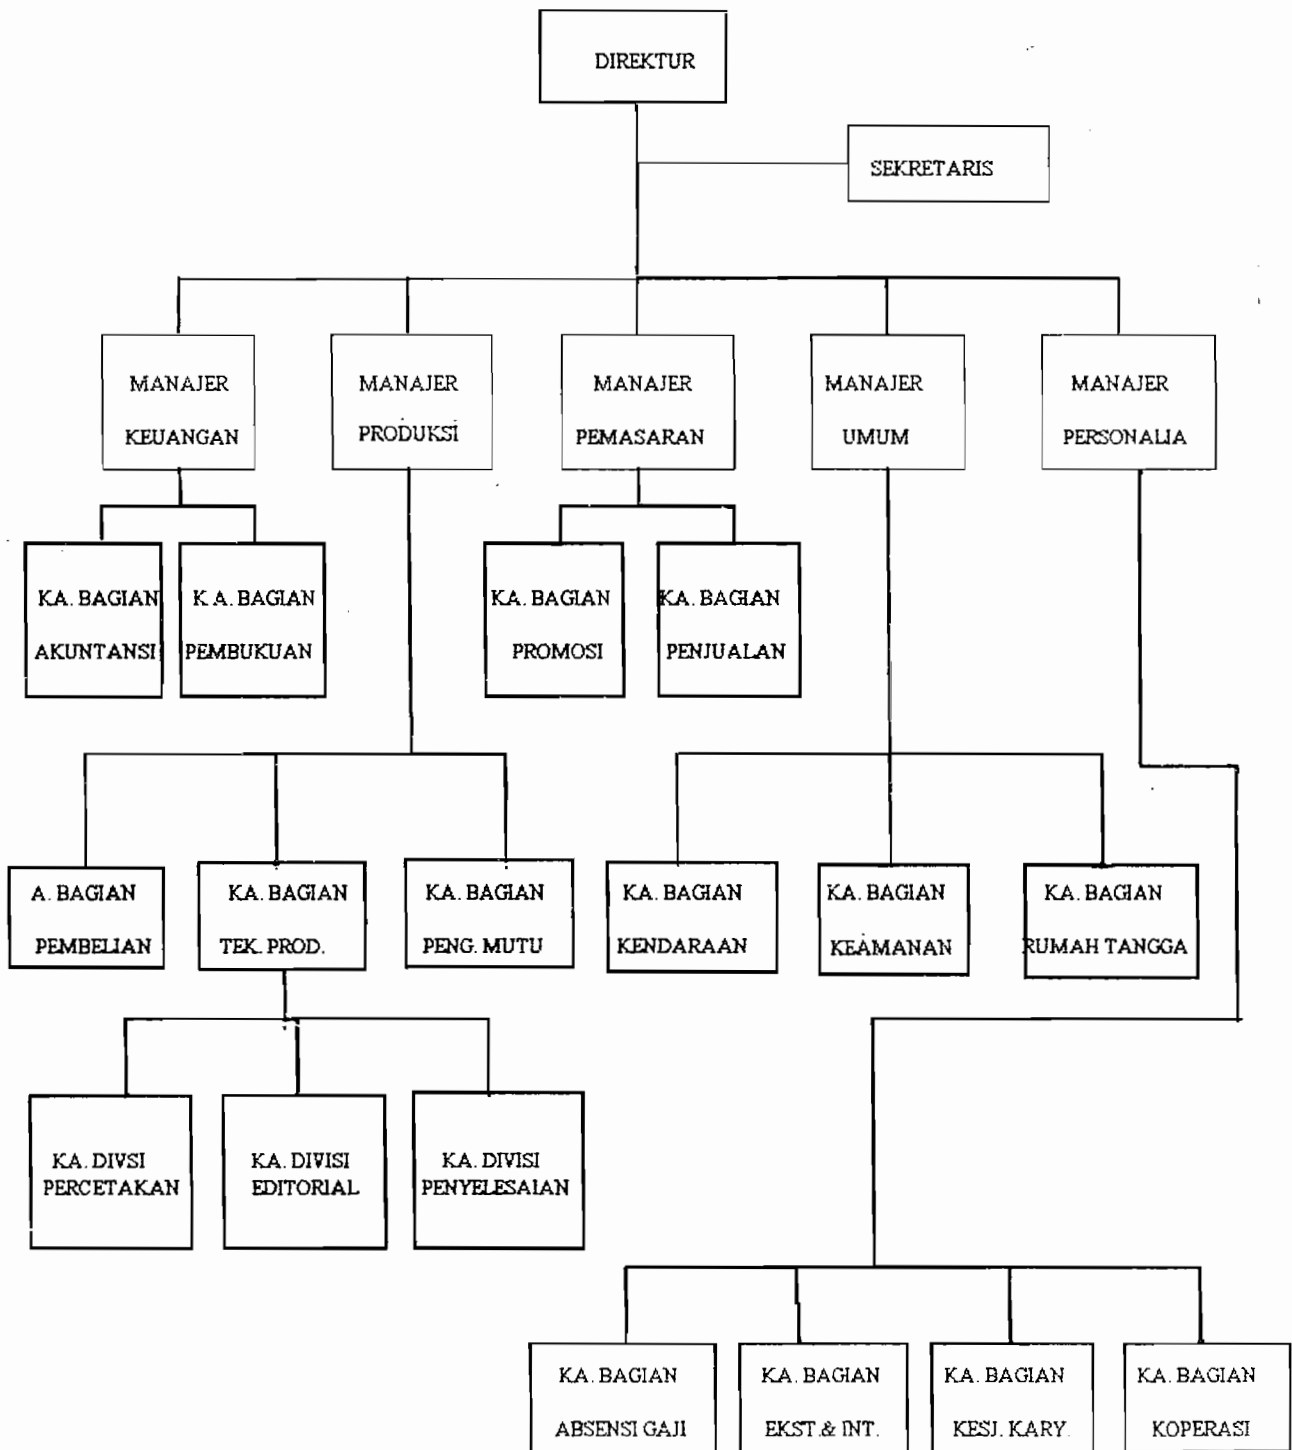 DIREKTUR
SEKRETARIS
MANAJER
KEUANGAN
MANAJER
PRODUKSI
MANAJER
PEMASARAN
MANAJER
UMUM
MANAJER
PERSONALIA
KA. BAGIAN
AKUNTANSI
KA. BAGIAN
PEMBUKUAN
KA. BAGIAN
PROMOSI
KA. BAGIAN
PENJUALAN
A. BAGIAN
PEMBELIAN
KA. BAGIAN
TEK. PROD.
KA. BAGIAN
PENG. MUTU
KA. BAGIAN
KENDARAAN
KA. BAGIAN
KEAMANAN
KA. BAGIAN
RUMAH TANGGA
KA. DIVSI
PERCETAKAN
KA. DIVISI
EDITORIAL
KA. DIVISI
PENYELESAIAN
KA. BAGIAN
ABSENSI GAJI
KA. BAGIAN
EKST.& INT.
KA. BAGIAN
KESJ. KARY.
KA. BAGIAN
KOPERASI